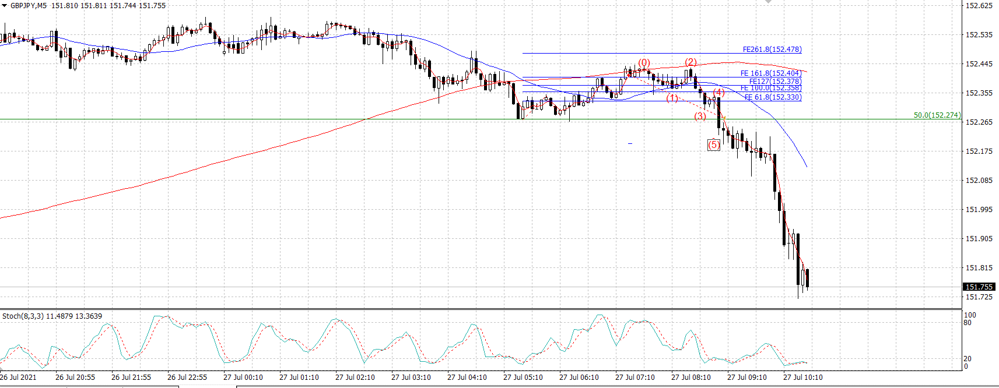 GBPJPY,M5 151.810 151.811 151.744 151.755
152.625
152.535
FE261.8(152.478)
152.445
(0)
(2)
FE 161.8(152.404)
FE127(152.378)
FE 100.0(152.358)
152.355
(4)
FE 61.8(152.330)
(1)
50.0(152.274)
(3)
152.265
(5)
152.175
152.085
151.995
151.905
151.815
151.755
151.725
Stoch(8,3,3) 11.4879 13.3639
100
80
20
0
26 Jul 2021
26 Jul 20:55
26 Jul 21:55
26 Jul 22:55
27 Jul 00:10
27 Jul 01:10
27 Jul 02:10
27 Jul 03:10
27 Jul 04:10
27 Jul 05:10
27 Jul 06:10
27 Jul 07:10
27 Jul 08:10
27 Jul 09:10
27 Jul 10:10